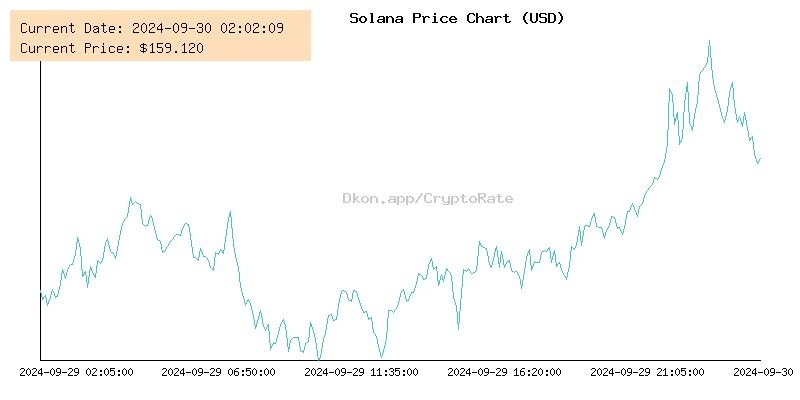 Solana Price Chart (USD)
Current Date: 2024-09-30 02:02:09
Current Price: $159.120
Dkon.app/CryptoRate
2024-09-29 02:05:00
2024-09-29 06:50:00
2024-09-29 11:35:00
2024-09-29 16:20:00
2024-09-29 21:05:00
2024-09-30